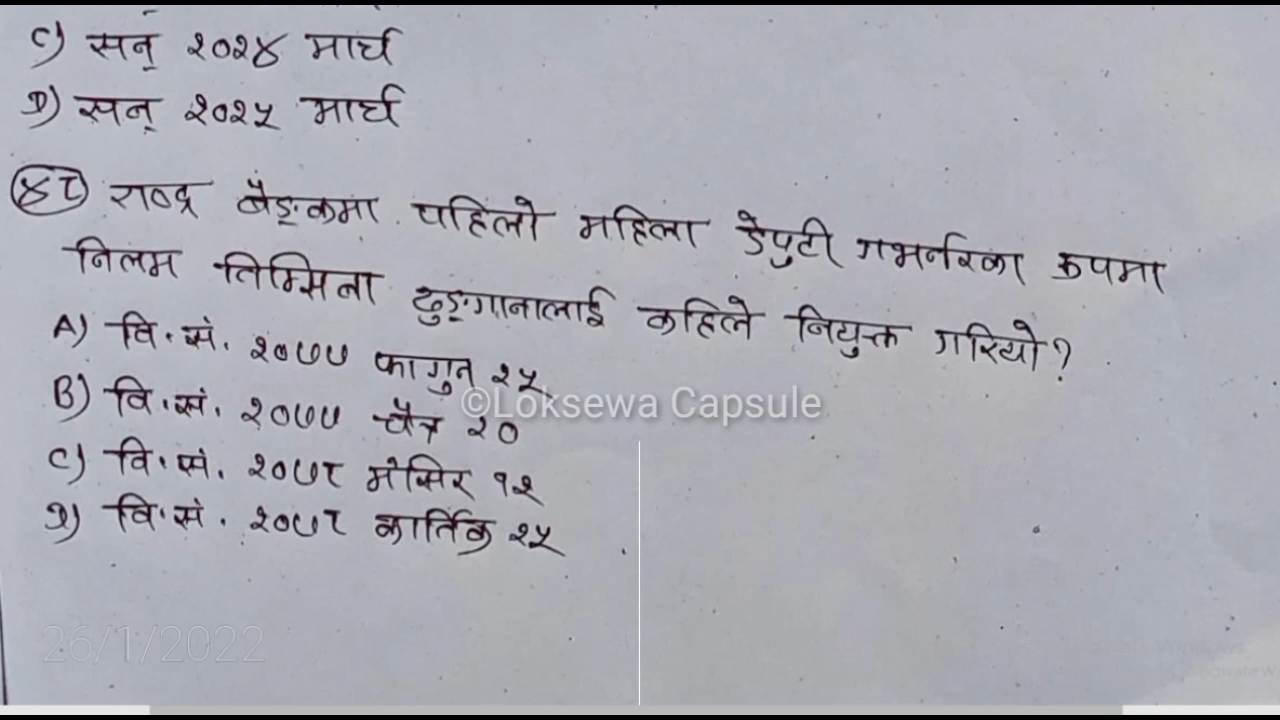 C) सन् २०२४ मार्च
D) सन् २०२५ मार्च
४८ राष्ट्र बैङ्कमा पहिलो महिला डेपुटी गभर्नरका रुपमा
निलम तिम्सिना ढुङ्गानालाई कहिले नियुक्त गरियो?
A) वि.सं. २०७७ फागुन २५
B) वि.सं. २०७७ चैत्र २०
©Loksewa Capsule
C) वि.सं. २०७८ मंसिर १२
D) वि.सं. २०७८ कार्तिक २५
26/1/2022